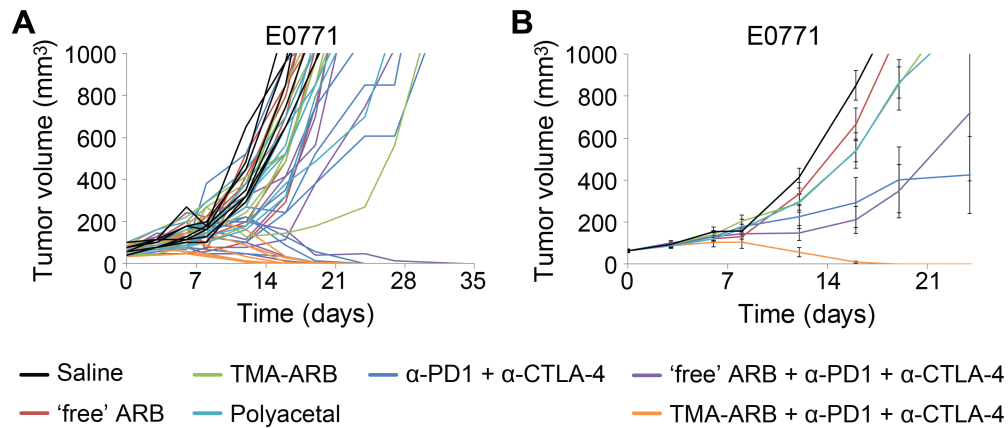 A
E0771
Tumor volume (mm³)
1000
800
600
400
200
0
0 7 14 21 28 35
Time (days)
B
E0771
Tumor volume (mm³)
1000
800
600
400
200
0
0 7 14 21
Time (days)
Saline
TMA-ARB
α-PD1 + α-CTLA-4
‘free’ ARB + α-PD1 + α-CTLA-4
‘free’ ARB
Polyacetal
TMA-ARB + α-PD1 + α-CTLA-4